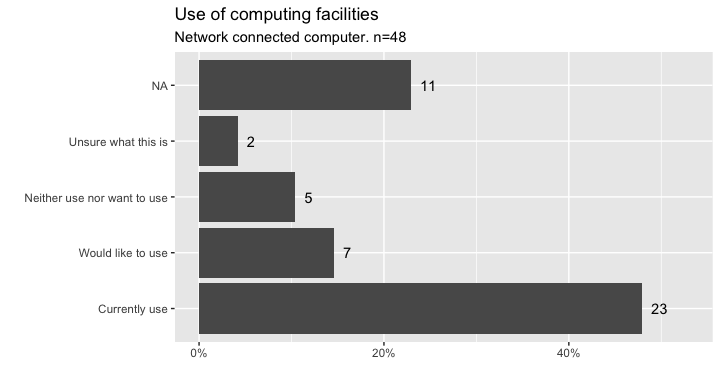 Use of computing facilities
Network connected computer. n=48
NA
11
Unsure what this is
2
Neither use nor want to use
5
Would like to use
7
Currently use
23
0%
20%
40%